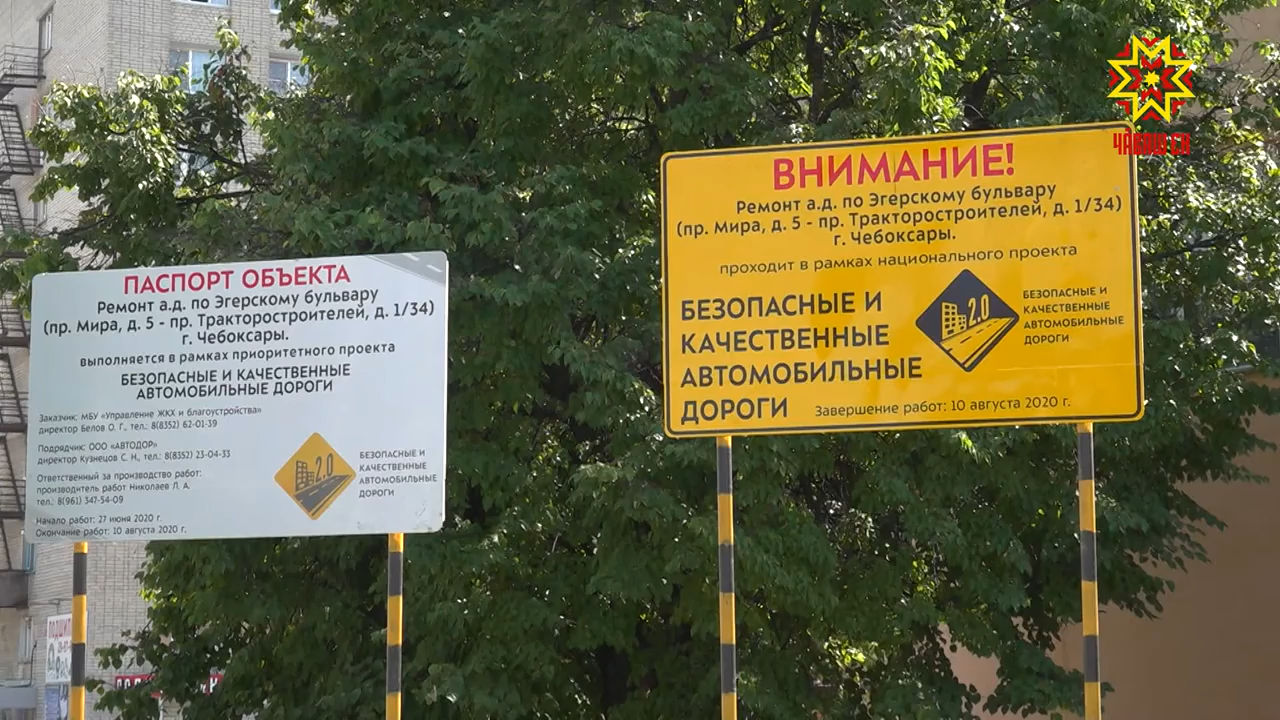 ПАСПОРТ ОБЪЕКТА
Ремонт а.д. по Эгерскому бульвару
(пр. Мира, д. 5 - пр. Тракторостроителей, д. 1/34)
г. Чебоксары.
выполняется в рамках приоритетного проекта
БЕЗОПАСНЫЕ И КАЧЕСТВЕННЫЕ
АВТОМОБИЛЬНЫЕ ДОРОГИ
Заказчик: МБУ «Управление ЖКХ и благоустройства»
директор Белов О. Г., тел.: 8(8352) 62-01-39
Подрядчик: ООО «АВТОДОР»
директор Кузнецов С. Н., тел.: 8(8352) 23-04-33
Ответственный за производство работ:
производитель работ Николаев Л. А.
тел.: 8(961) 347-54-09
Начало работ: 27 июня 2020 г.
Окончание работ: 10 августа 2020 г.
2.0
БЕЗОПАСНЫЕ И
КАЧЕСТВЕННЫЕ
АВТОМОБИЛЬНЫЕ
ДОРОГИ
ВНИМАНИЕ!
Ремонт а.д. по Эгерскому бульвару
(пр. Мира, д. 5 - пр. Тракторостроителей, д. 1/34)
г. Чебоксары.
проходит в рамках национального проекта
БЕЗОПАСНЫЕ И
КАЧЕСТВЕННЫЕ
АВТОМОБИЛЬНЫЕ
ДОРОГИ
2.0
БЕЗОПАСНЫЕ И
КАЧЕСТВЕННЫЕ
АВТОМОБИЛЬНЫЕ
ДОРОГИ
Завершение работ: 10 августа 2020 г.
ЧӐВАШ ЕН